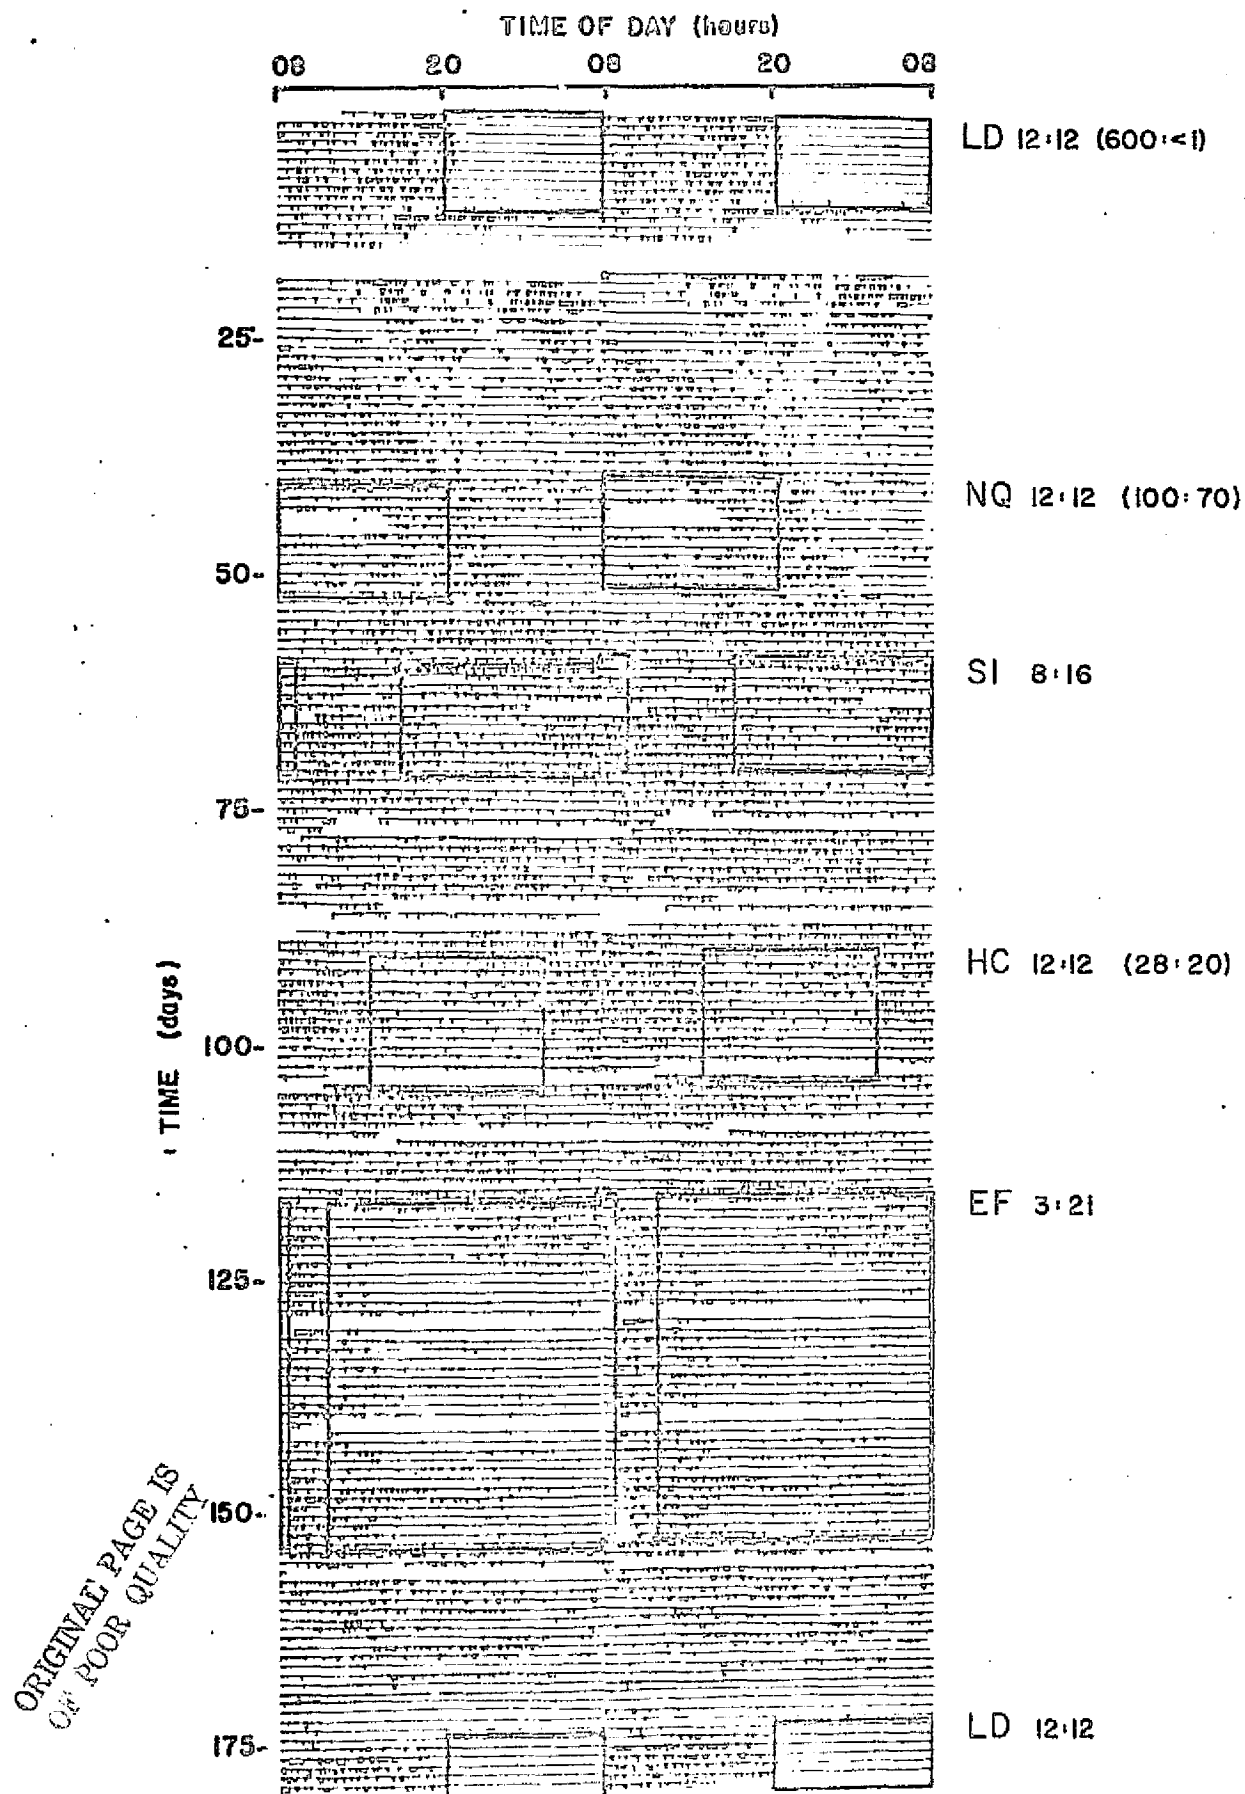 TIME OF DAY (hours)
08 20 08 20 08
LD 12:12 (600:<1)
25-
NQ 12:12 (100:70)
50-
SI 8:16
75-
HC 12:12 (28:20)
TIME (days)
100-
EF 3:21
125-
150-
ORIGINAL PAGE IS
OF POOR QUALITY
LD 12:12
175-